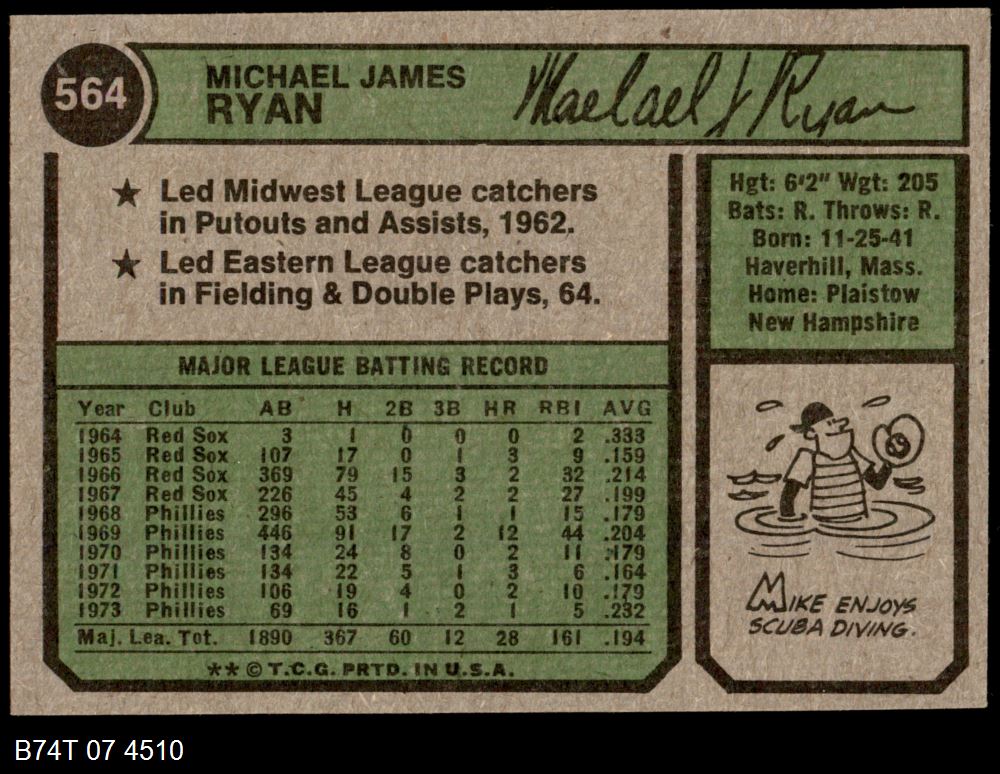 564
MICHAEL JAMES
RYAN
Michael J Ryan
★ Led Midwest League catchers
in Putouts and Assists, 1962.
★ Led Eastern League catchers
in Fielding & Double Plays, 64.
Hgt: 6'2" Wgt: 205
Bats: R. Throws: R.
Born: 11-25-41
Haverhill, Mass.
Home: Plaistow
New Hampshire
MAJOR LEAGUE BATTING RECORD
Year Club AB H 2B 3B HR RBI AVG
1964 Red Sox 3 1 0 0 0 2 .333
1965 Red Sox 107 17 0 1 3 9 .159
1966 Red Sox 369 79 15 3 2 32 .214
1967 Red Sox 226 45 4 2 2 27 .199
1968 Phillies 296 53 6 1 1 15 .179
1969 Phillies 446 91 17 2 12 44 .204
1970 Phillies 134 24 8 0 2 11 .179
1971 Phillies 134 22 5 1 3 6 .164
1972 Phillies 106 19 4 0 2 10 .179
1973 Phillies 69 16 1 2 1 5 .232
Maj. Lea. Tot. 1890 367 60 12 28 161 .194
**© T.C.G. PRTD. IN U.S.A.
MIKE ENJOYS
SCUBA DIVING.
B74T 07 4510